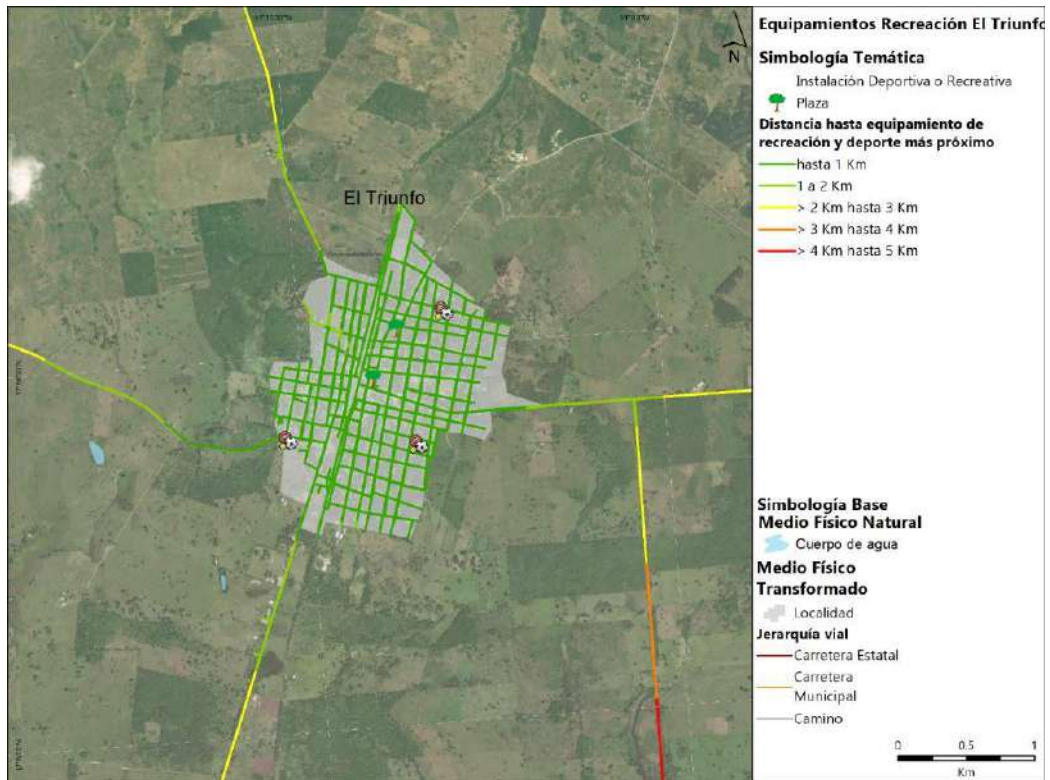 Equipamientos Recreación El Triunfo
Simbología Temática
Instalación Deportiva o Recreativa
Plaza
Distancia hasta equipamiento de
recreación y deporte más próximo
hasta 1 Km
1 a 2 Km
> 2 Km hasta 3 Km
> 3 Km hasta 4 Km
> 4 Km hasta 5 Km
N
El Triunfo
Simbología Base
Medio Físico Natural
Cuerpo de agua
Medio Físico
Transformado
Localidad
Jerarquía vial
Carretera Estatal
Carretera
Municipal
Camino
0 0.5 1
Km